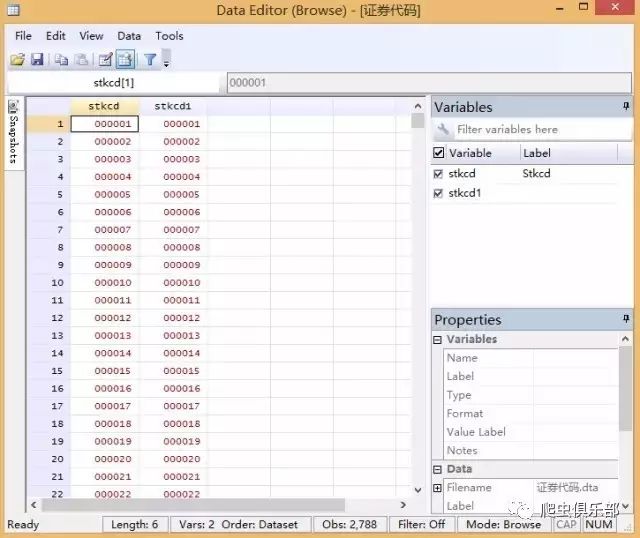 Data Editor (Browse) - [证券代码]
File Edit View Data Tools
stkcd[1] 000001
Snapshots
stkcd stkcd1
1 000001 000001
2 000002 000002
3 000003 000003
4 000004 000004
5 000005 000005
6 000006 000006
7 000007 000007
8 000008 000008
9 000009 000009
10 000010 000010
11 000011 000011
12 000012 000012
13 000013 000013
14 000014 000014
15 000015 000015
16 000016 000016
17 000017 000017
18 000018 000018
19 000019 000019
20 000020 000020
21 000021 000021
22 000022 000022
Variables
Filter variables here
Variable Label
stkcd Stkcd
stkcd1
Properties
Variables
Name
Label
Type
Format
Value Label
Notes
Data
Filename 证券代码.dta
Label
爬虫俱乐部
Ready Length: 6 Vars: 2 Order: Dataset Obs: 2,788 Filter: Off Mode: Browse CAP NUM